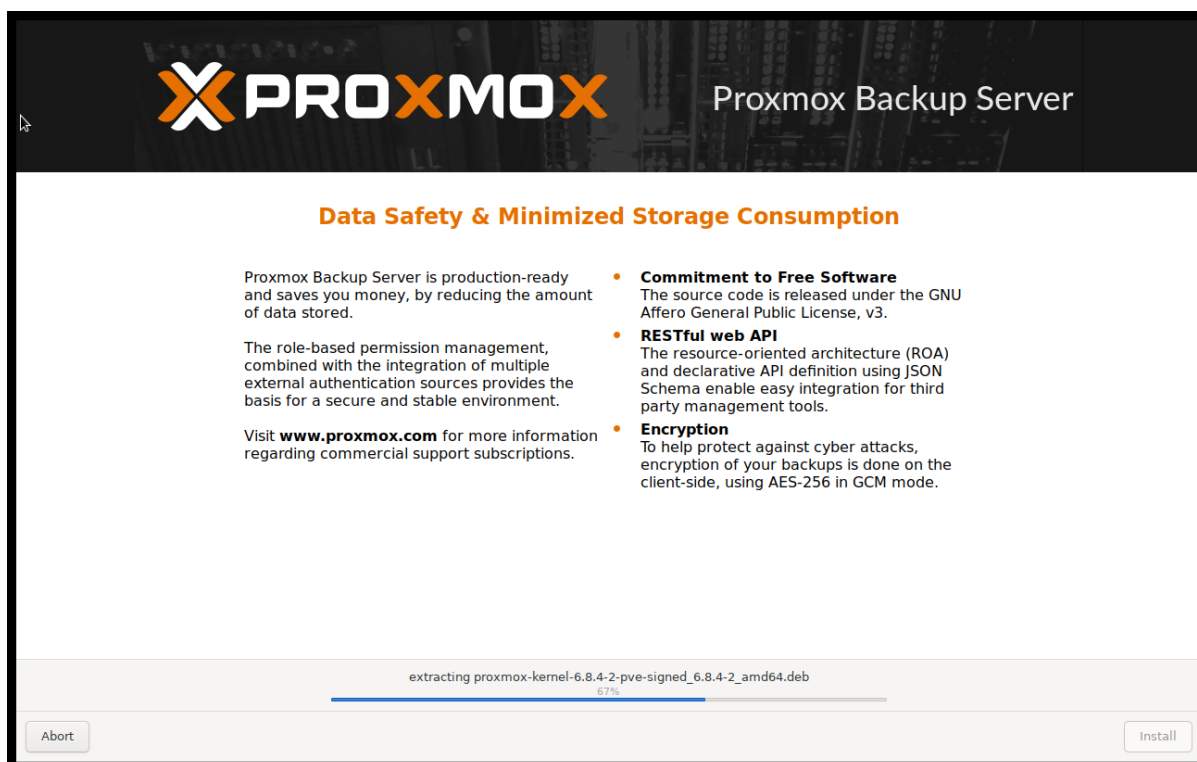 PROXMOX
Proxmox Backup Server
Data Safety & Minimized Storage Consumption
Proxmox Backup Server is production-ready
and saves you money, by reducing the amount
of data stored.
The role-based permission management,
combined with the integration of multiple
external authentication sources provides the
basis for a secure and stable environment.
Visit www.proxmox.com for more information
regarding commercial support subscriptions.
• Commitment to Free Software
The source code is released under the GNU
Affero General Public License, v3.
• RESTful web API
The resource-oriented architecture (ROA)
and declarative API definition using JSON
Schema enable easy integration for third
party management tools.
• Encryption
To help protect against cyber attacks,
encryption of your backups is done on the
client-side, using AES-256 in GCM mode.
extracting proxmox-kernel-6.8.4-2-pve-signed_6.8.4-2_amd64.deb
67%
Abort
Install